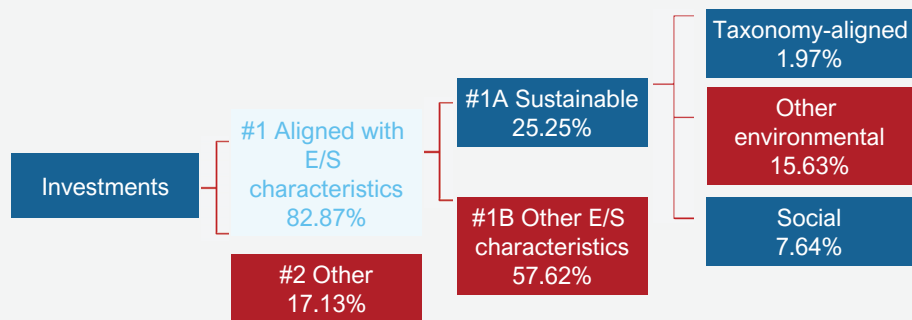 Investments
#1 Aligned with
E/S
characteristics
82.87%
#2 Other
17.13%
#1A Sustainable
25.25%
#1B Other E/S
characteristics
57.62%
Taxonomy-aligned
1.97%
Other
environmental
15.63%
Social
7.64%